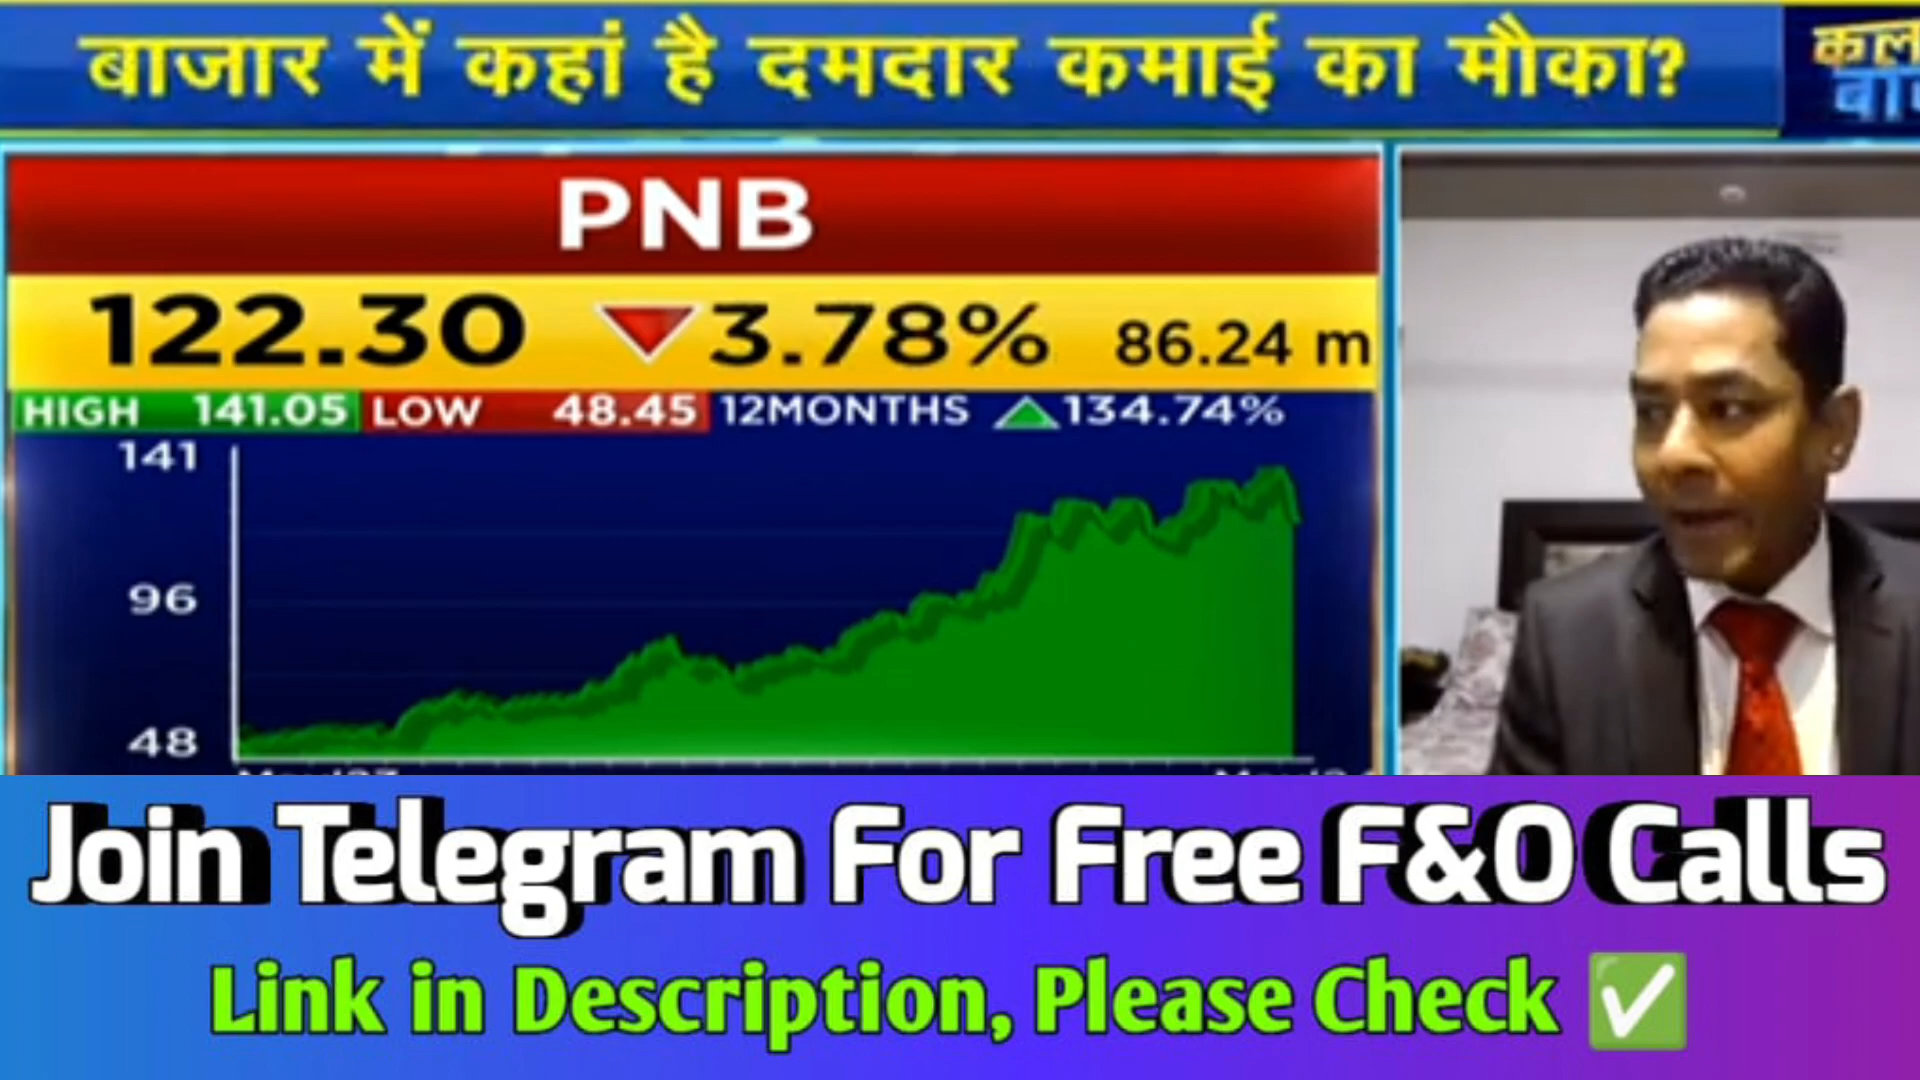 बाजार में कहां है दमदार कमाई का मौका?
PNB
122.30 ▼ 3.78% 86.24 m
HIGH 141.05 LOW 48.45 12MONTHS ▲ 134.74%
141
96
48
Join Telegram For Free F&O Calls
Link in Description, Please Check ✅